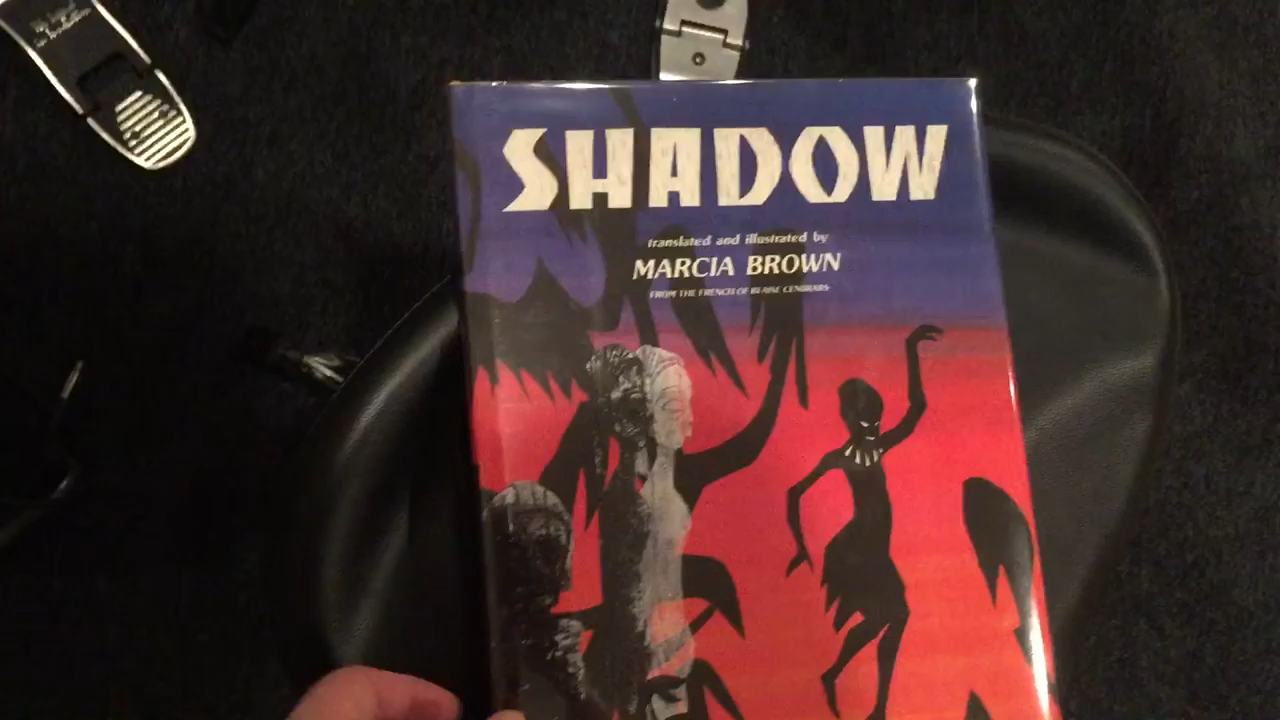 SHADOW
translated and illustrated by
MARCIA BROWN
FROM THE FRENCH OF BLAISE CENDRARS